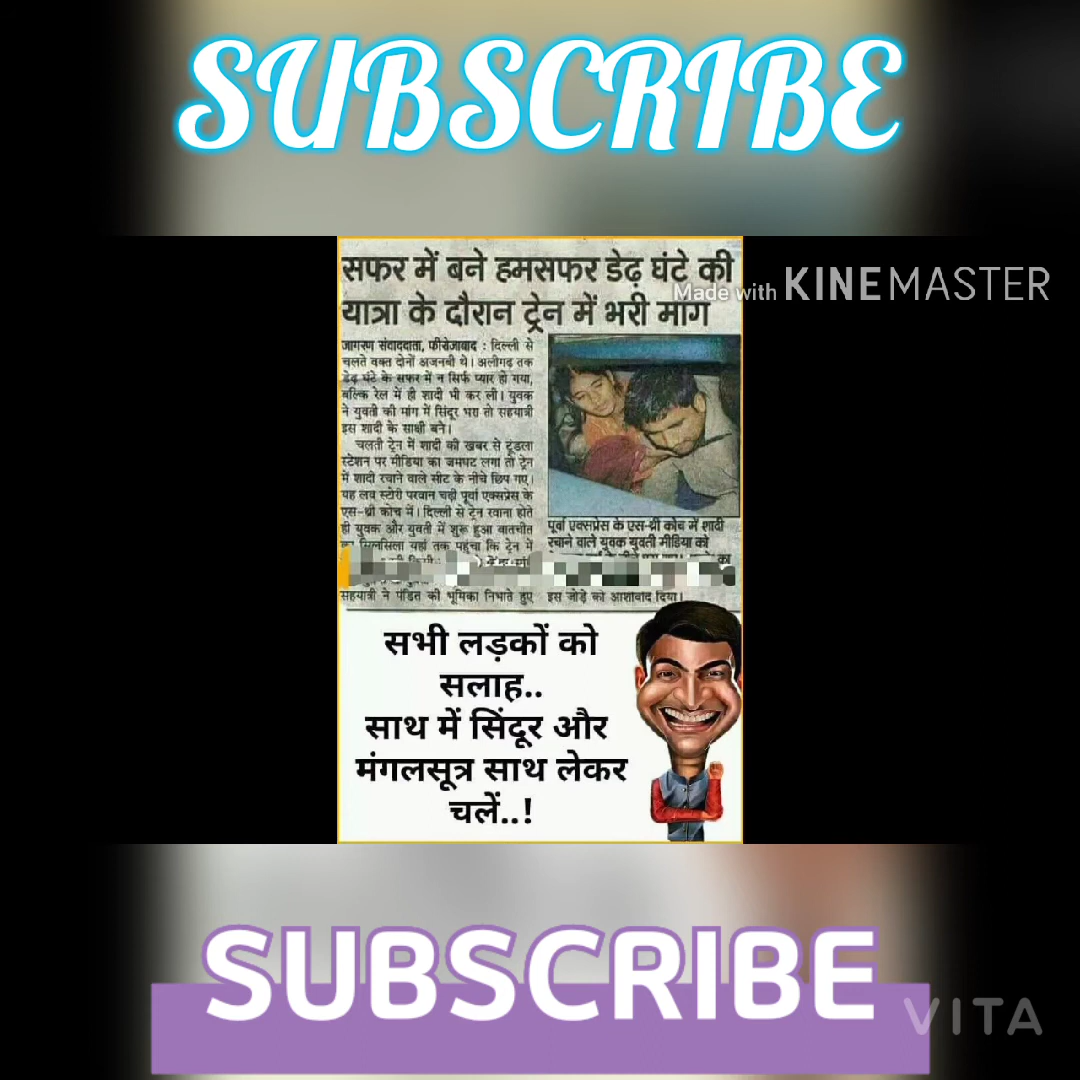 SUBSCRIBE
Made with KINEMASTER
सफर में बने हमसफर डेढ़ घंटे की
यात्रा के दौरान ट्रेन में भरी मांग
जागरण संवाददाता, फीरोजाबाद : दिल्ली से
चलते वक्त दोनों अजनबी थे। अलीगढ़ तक
डेढ़ घंटे के सफर में न सिर्फ प्यार हो गया,
बल्कि रेल में ही शादी भी कर ली। युवक
ने युवती की मांग में सिंदूर भरा तो सहयात्री
इस शादी के साक्षी बने।
चलती ट्रेन में शादी की खबर से टूंडला
स्टेशन पर मीडिया का जमघट लगा तो ट्रेन
में शादी रचाने वाले सीट के नीचे छिप गए।
यह लव स्टोरी परवान चढ़ी पूर्वा एक्सप्रेस के
एस-थ्री कोच में। दिल्ली से ट्रेन रवाना होते
ही युवक और युवती में शुरू हुआ बातचीत
का सिलसिला यहां तक पहुंचा कि ट्रेन में
सहयात्री ने पंडित की भूमिका निभाते हुए
पूर्वा एक्सप्रेस के एस-थ्री कोच में शादी
रचाने वाले युवक युवती मीडिया को
इस जोड़े को आशीर्वाद दिया।
सभी लड़कों को
सलाह..
साथ में सिंदूर और
मंगलसूत्र साथ लेकर
चलें..!
SUBSCRIBE
VITA